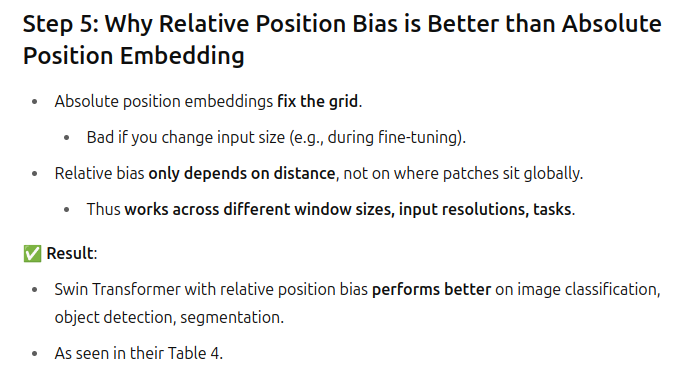 Step 5: Why Relative Position Bias is Better than Absolute
Position Embedding
• Absolute position embeddings fix the grid.
• Bad if you change input size (e.g., during fine-tuning).
• Relative bias only depends on distance, not on where patches sit globally.
• Thus works across different window sizes, input resolutions, tasks.
✅ Result:
• Swin Transformer with relative position bias performs better on image classification,
object detection, segmentation.
• As seen in their Table 4.